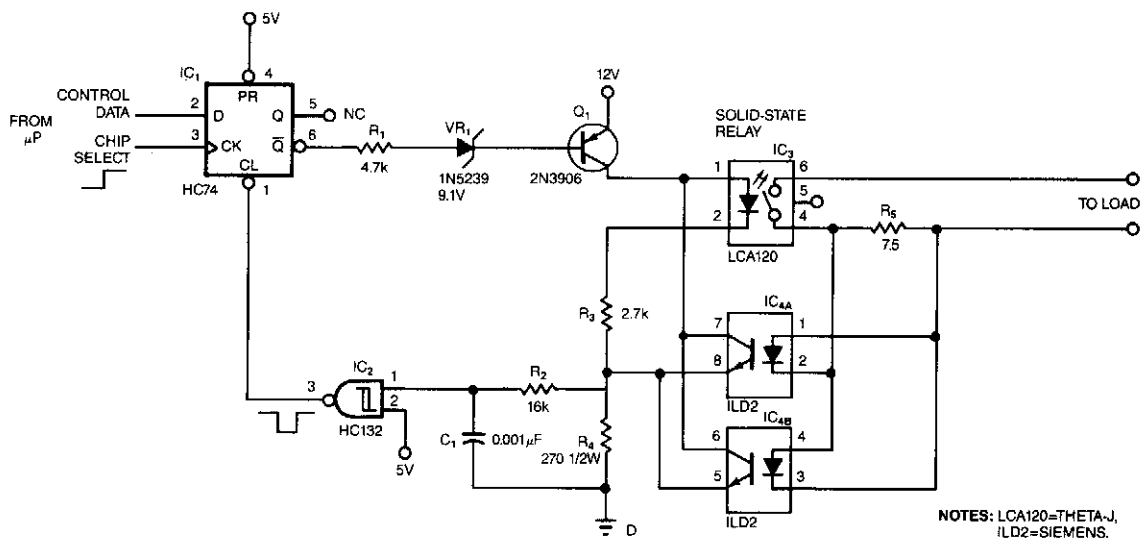 5V
IC1
4
PR
CONTROL
DATA
2
D
Q
5
NC
FROM
µP
CHIP
SELECT
3
CK
Q
6
CL
HC74
1
R1
4.7k
VR1
1N5239
9.1V
Q1
2N3906
12V
SOLID-STATE
RELAY
IC3
1
6
5
2
4
LCA120
R5
7.5
TO LOAD
R3
2.7k
IC4A
7
1
8
2
ILD2
IC4B
6
4
5
3
ILD2
IC2
3
1
2
HC132
5V
R2
16k
C1
0.001µF
R4
270 1/2W
D
NOTES: LCA120=THETA-J,
ILD2=SIEMENS.